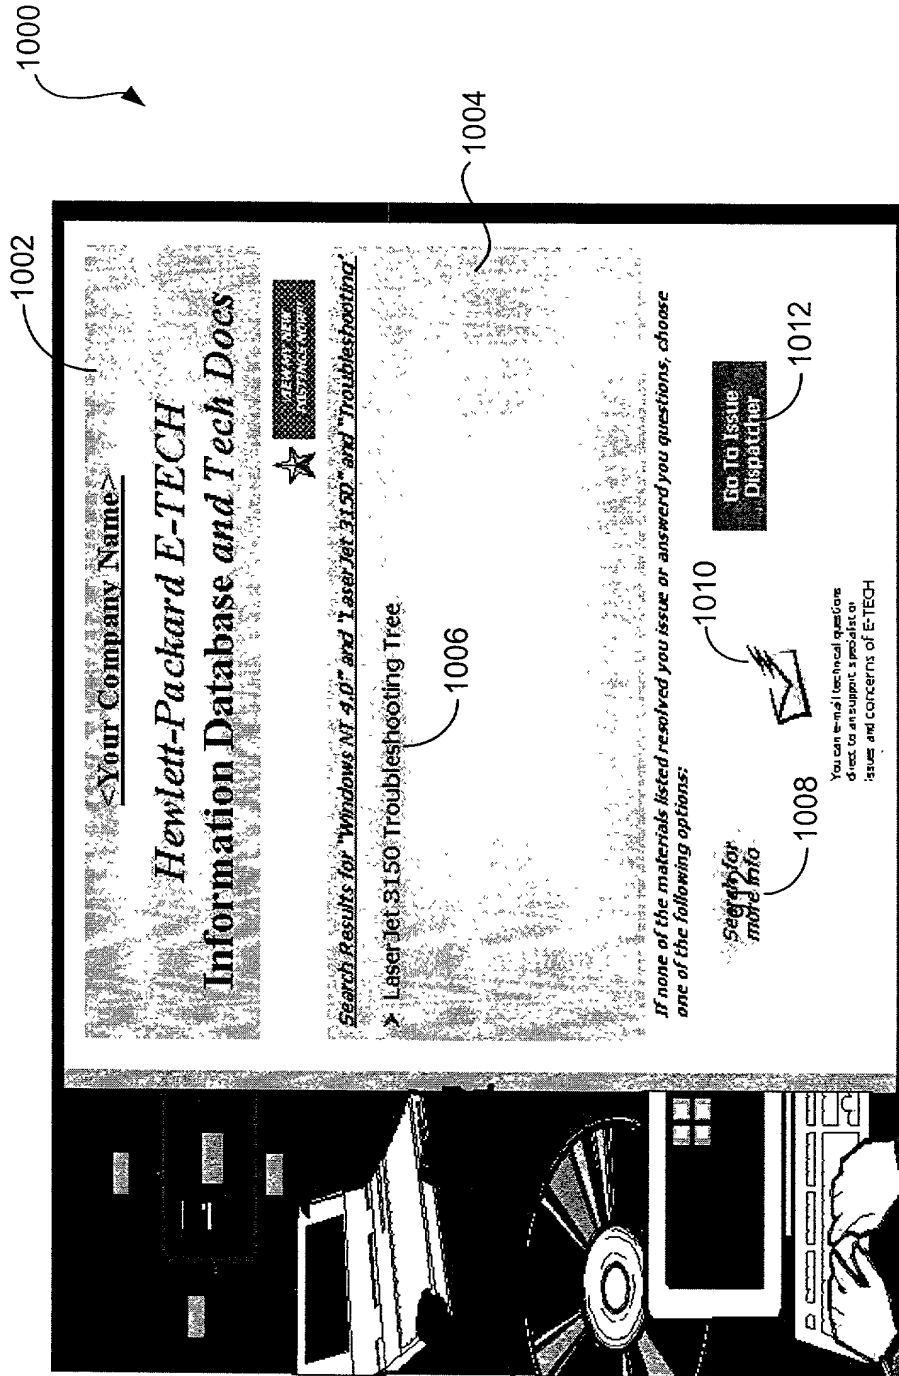 1000
1002
<Your Company Name>
Hewlett-Packard E-TECH
Information Database and Tech Docs
VIEW MY NEW
Search Results for "Windows NT 4.0" and "LaserJet 3150" and "Troubleshooting"
1004
➢ LaserJet 3150 Troubleshooting Tree
1006
If none of the materials listed resolved you issue or answerd you questions, choose
one of the following options:
Search for
more info
1008
1010
You can e-mail technical questions
direct to an support specialist on
issues and concerns of E-TECH
Go To Issue
Dispatcher
1012